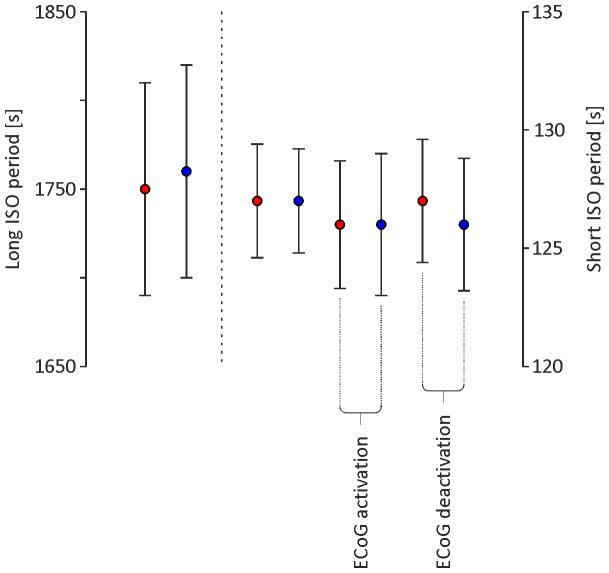 1850
1750
1650
Long ISO period [s]
135
130
125
120
Short ISO period [s]
ECoG activation
ECoG deactivation